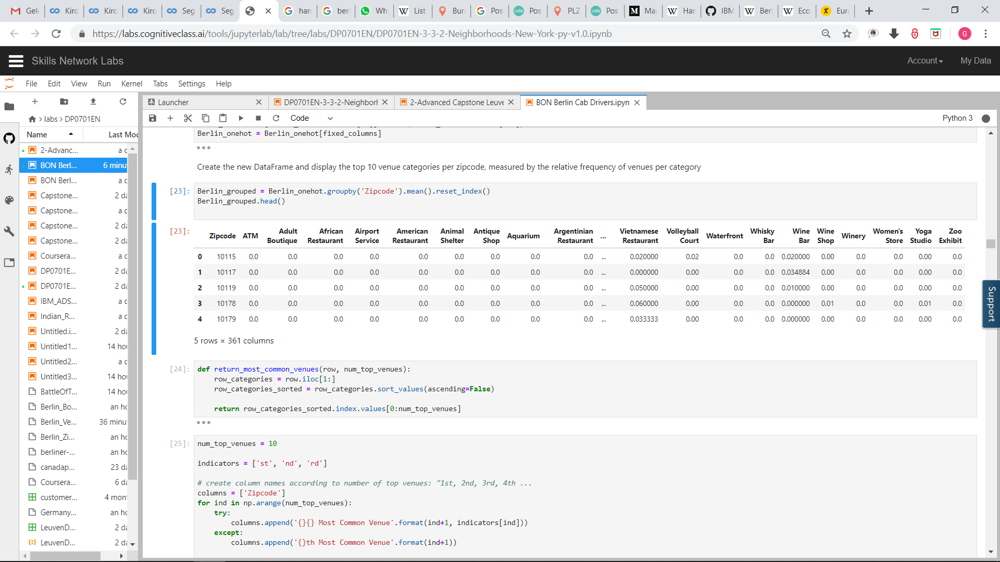 Gele
Kiro
Kiro
Kiro
Seg
Seg
han
berl
Wh
List
Bun
Pos
Pos
PLZ
Pos
Mac
Har
IBM
Berl
Eco
Euro
https://labs.cognitiveclass.ai/tools/jupyterlab/lab/tree/labs/DP0701EN/DP0701EN-3-3-2-Neighborhoods-New-York-py-v1.0.ipynb
G
Skills Network Labs
Account
My Data
File Edit View Run Kernel Tabs Settings Help
Launcher
DP0701EN-3-3-2-Neighborh
2-Advanced Capstone Leuve
BON Berlin Cab Drivers.ipyn
> labs > DP0701EN
Code
Python 3
Name Last Mod
2-Advanc... a d
BON Berl... 6 minu
BON Berl... a d
Capstone... 2 da
Capstone... a d
Capstone... 2 da
Capstone... 2 da
Coursera... a d
DP0701E... 2 da
DP0701E... 2 da
IBM_ADS... a d
Indian_R... a d
Untitled.i... 2 da
Untitled1... 14 hou
Untitled2... a d
Untitled3... 14 hou
BattleOfT... 14 hou
Berlin_Bo... an ho
Berlin_Ve... 36 minu
Berlin_Zi... an ho
berliner-... an ho
canadap... 23 da
Coursera... 6 da
customer... 4 mon
Germany... an ho
LeuvenD... 2 da
LeuvenD... 2 da
Berlin_onehot = Berlin_onehot[fixed_columns]
Create the new DataFrame and display the top 10 venue categories per zipcode, measured by the relative frequency of venues per category
[23]: Berlin_grouped = Berlin_onehot.groupby('Zipcode').mean().reset_index()
Berlin_grouped.head()
[23]: Zipcode ATM Adult Boutique African Restaurant Airport Service American Restaurant Animal Shelter Antique Shop Aquarium Argentinian Restaurant ... Vietnamese Restaurant Volleyball Court Waterfront Whisky Bar Wine Bar Wine Shop Winery Women's Store Yoga Studio Zoo Exhibit
0 10115 0.0 0.0 0.0 0.0 0.0 0.0 0.0 0.0 0.0 ... 0.020000 0.02 0.0 0.0 0.020000 0.00 0.0 0.0 0.00 0.0
1 10117 0.0 0.0 0.0 0.0 0.0 0.0 0.0 0.0 0.0 ... 0.000000 0.00 0.0 0.0 0.034884 0.00 0.0 0.0 0.00 0.0
2 10119 0.0 0.0 0.0 0.0 0.0 0.0 0.0 0.0 0.0 ... 0.050000 0.00 0.0 0.0 0.010000 0.00 0.0 0.0 0.00 0.0
3 10178 0.0 0.0 0.0 0.0 0.0 0.0 0.0 0.0 0.0 ... 0.060000 0.00 0.0 0.0 0.000000 0.01 0.0 0.0 0.01 0.0
4 10179 0.0 0.0 0.0 0.0 0.0 0.0 0.0 0.0 0.0 ... 0.033333 0.00 0.0 0.0 0.000000 0.00 0.0 0.0 0.00 0.0
5 rows × 361 columns
[24]: def return_most_common_venues(row, num_top_venues):
row_categories = row.iloc[1:]
row_categories_sorted = row_categories.sort_values(ascending=False)
return row_categories_sorted.index.values[0:num_top_venues]
[25]: num_top_venues = 10
indicators = ['st', 'nd', 'rd']
# create column names according to number of top venues: "1st, 2nd, 3rd, 4th ...
columns = ['Zipcode']
for ind in np.arange(num_top_venues):
try:
columns.append('{}{} Most Common Venue'.format(ind+1, indicators[ind]))
except:
columns.append('{}th Most Common Venue'.format(ind+1))
Support